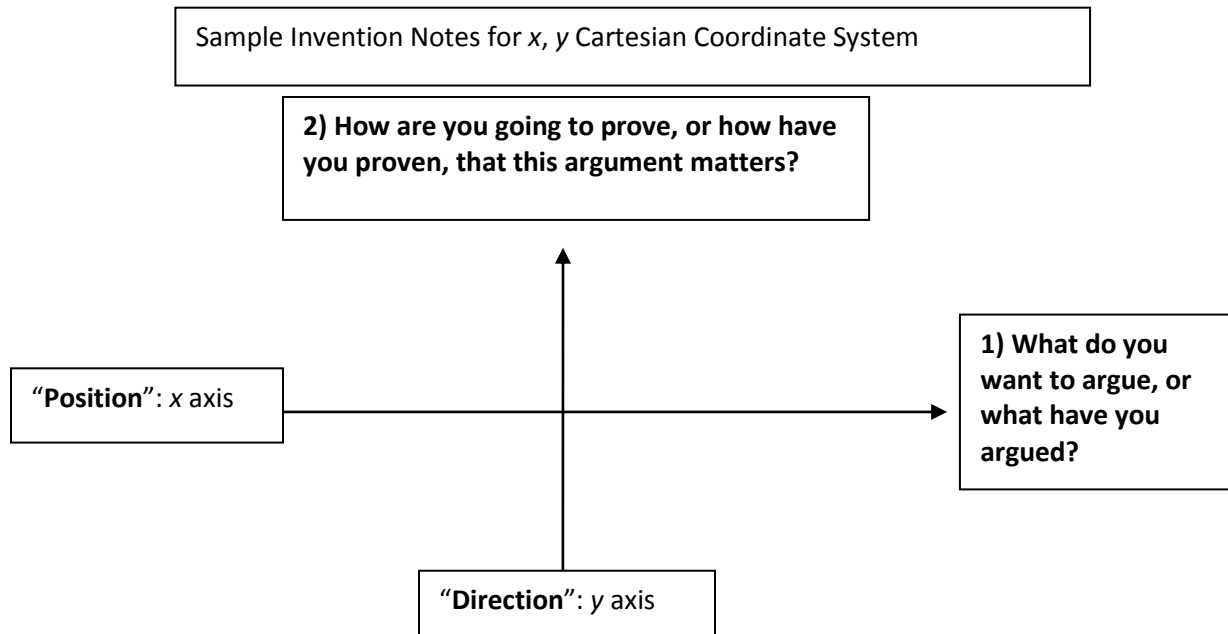 Sample Invention Notes for x, y Cartesian Coordinate System
2) How are you going to prove, or how have
you proven, that this argument matters?
1) What do you
want to argue, or
what have you
argued?
“Position”: x axis
“Direction”: y axis